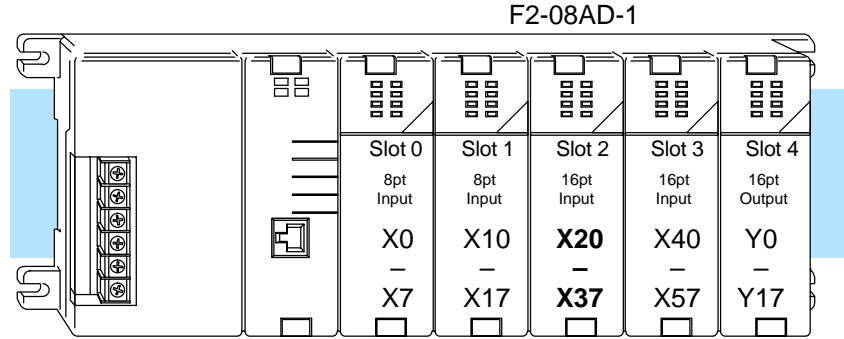 F2-08AD-1
Slot 0 Slot 1 Slot 2 Slot 3 Slot 4
8pt 8pt 16pt 16pt 16pt
Input Input Input Input Output
X0 X10 X20 X40 Y0
– – – – –
X7 X17 X37 X57 Y17